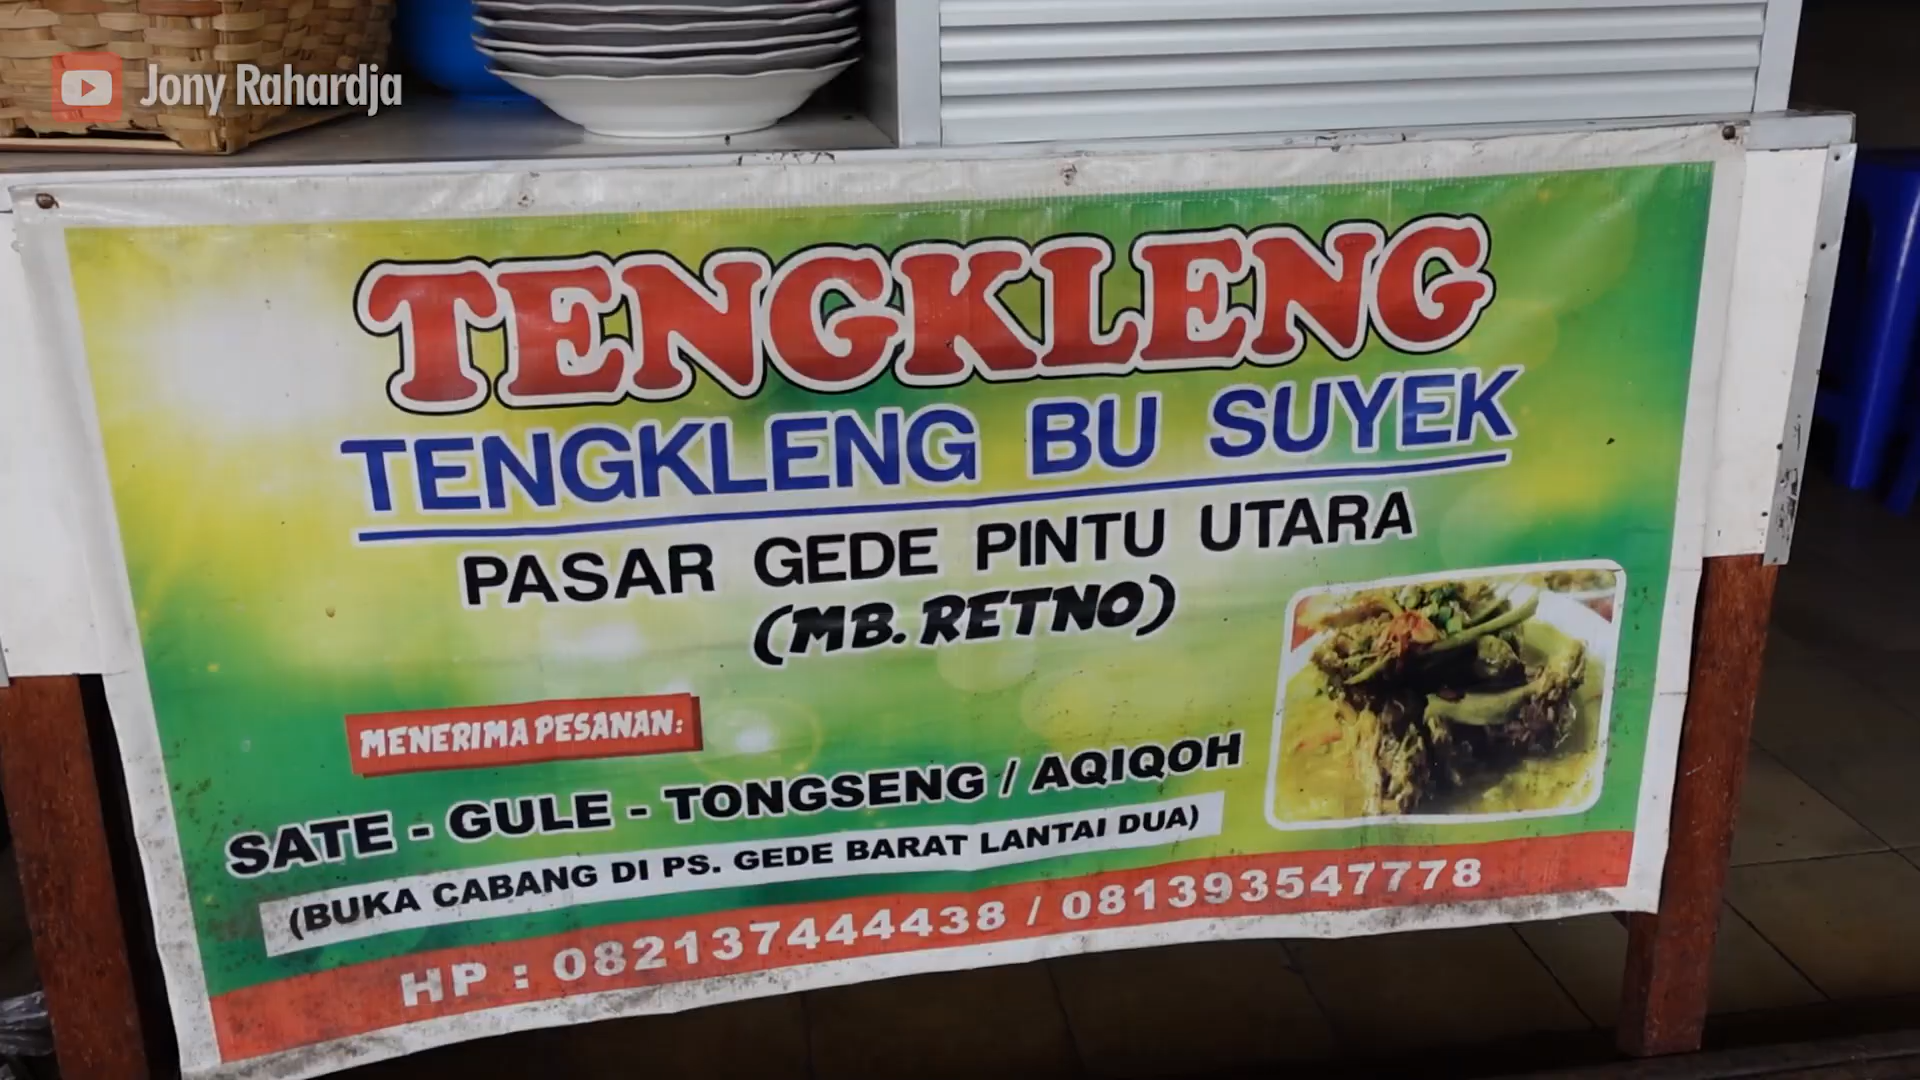 Jony Rahardja
TENGKLENG
TENGKLENG BU SUYEK
PASAR GEDE PINTU UTARA
(MB. RETNO)
MENERIMA PESANAN:
SATE - GULE - TONGSENG / AQIQOH
(BUKA CABANG DI PS. GEDE BARAT LANTAI DUA)
HP : 082137444438 / 081393547778